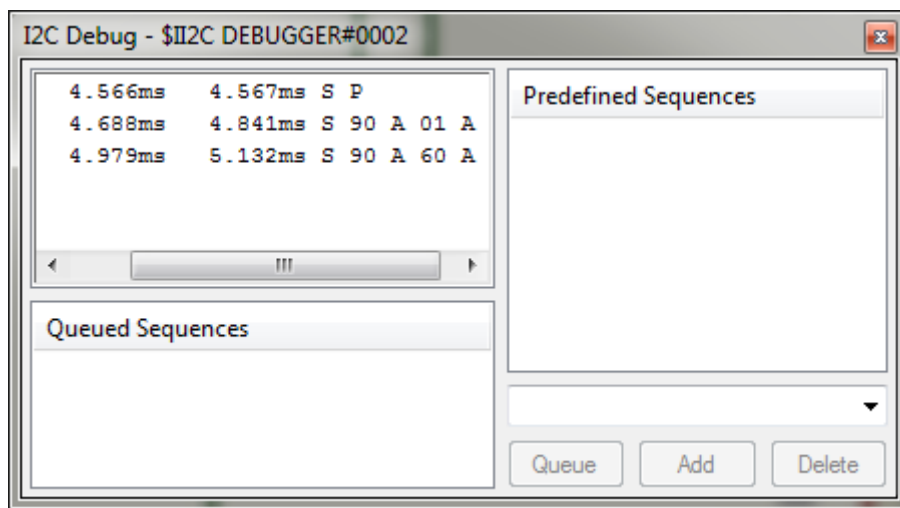 I2C Debug - $II2C DEBUGGER#0002
4.566ms 4.567ms S P
4.688ms 4.841ms S 90 A 01 A
4.979ms 5.132ms S 90 A 60 A
Queued Sequences
Predefined Sequences
Queue Add Delete